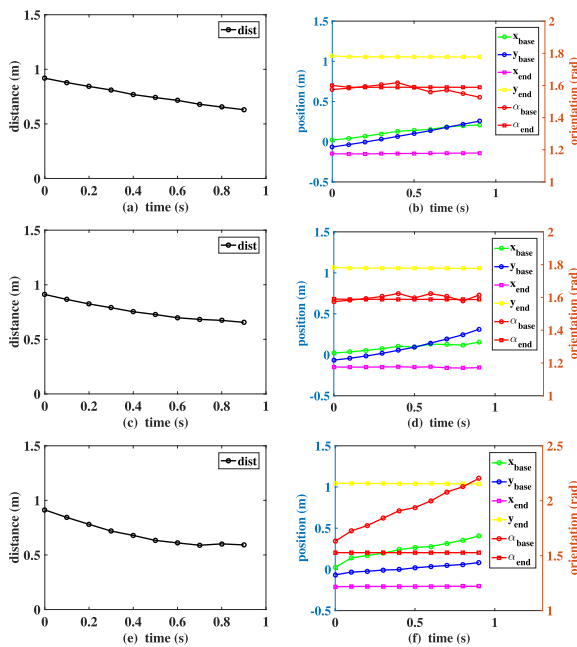 1.5
1
0.5
0
distance (m)
dist
0 0.2 0.4 0.6 0.8 1
(a) time (s)
1.5
1
0.5
0
-0.5
position (m)
x_base
y_base
x_end
y_end
α_base
α_end
2
1.8
1.6
1.4
1.2
1
orientation (rad)
0 0.5 1
(b) time (s)
1.5
1
0.5
0
distance (m)
dist
0 0.2 0.4 0.6 0.8 1
(c) time (s)
1.5
1
0.5
0
-0.5
position (m)
x_base
y_base
x_end
y_end
α_base
α_end
2
1.8
1.6
1.4
1.2
1
orientation (rad)
0 0.5 1
(d) time (s)
1.5
1
0.5
0
distance (m)
dist
0 0.2 0.4 0.6 0.8 1
(e) time (s)
1.5
1
0.5
0
-0.5
position (m)
x_base
y_base
x_end
y_end
α_base
α_end
2.5
2
1.5
1
orientation (rad)
0 0.5 1
(f) time (s)